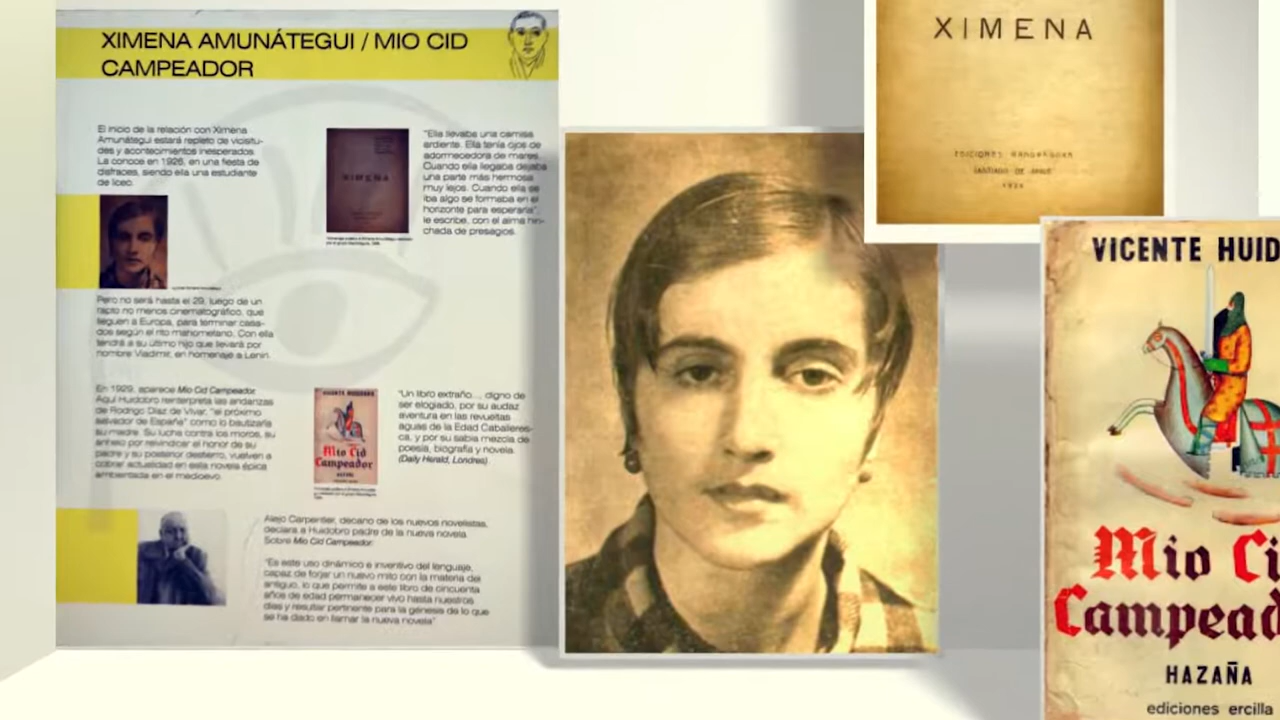 XIMENA AMUNÁTEGUI / MIO CID
CAMPEADOR
El inicio de la relación con Ximena
Amunátegui estará repleto de vicisitu-
des y acontecimientos inesperados.
La conoce en 1926, en una fiesta de
disfraces, siendo ella una estudiante
de liceo.
XIMENA
"Ella llevaba una camisa
ardiente. Ella tenía ojos de
adormecedora de mares.
Cuando ella llegaba dejaba
una parte más hermosa
muy lejos. Cuando ella se
iba algo se formaba en el
horizonte para esperarla",
le escribe, con el alma hin-
chada de presagios.
Pero no será hasta el 29, luego de un
rapto no menos cinematográfico, que
lleguen a Europa, para terminar casa-
dos según el rito mahometano. Con ella
tendrá a su último hijo que llevará por
nombre Vladimir, en homenaje a Lenin.
En 1929, aparece Mio Cid Campeador.
Aquí Huidobro reinterpreta las andanzas
de Rodrigo Díaz de Vivar, "el próximo
salvador de España" como lo bautizaría
su madre. Su lucha contra los moros, su
anhelo por reivindicar el honor de su
padre y su posterior destierro, vuelven a
cobrar actualidad en esta novela épica
ambientada en el medioevo.
VICENTE HUIDOBRO
Mio Cid
Campeador
HAZAÑA
"Un libro extraño..., digno de
ser elogiado, por su audaz
aventura en las revueltas
aguas de la Edad Caballeres-
ca, y por su sabia mezcla de
poesía, biografía y novela.
(Daily Herald, Londres).
Alejo Carpentier, decano de los nuevos novelistas,
declara a Huidobro padre de la nueva novela.
Sobre Mio Cid Campeador:
"Es este uso dinámico e inventivo del lenguaje,
capaz de forjar un nuevo mito con la materia del
antiguo, lo que permite a este libro de cincuenta
años de edad permanecer vivo hasta nuestros
días y resultar pertinente para la génesis de lo que
se ha dado en llamar la nueva novela"
XIMENA
EDICIONES
SANTIAGO DE CHILE
VICENTE HUID
Mio Ci
Campead
HAZAÑA
ediciones ercilla